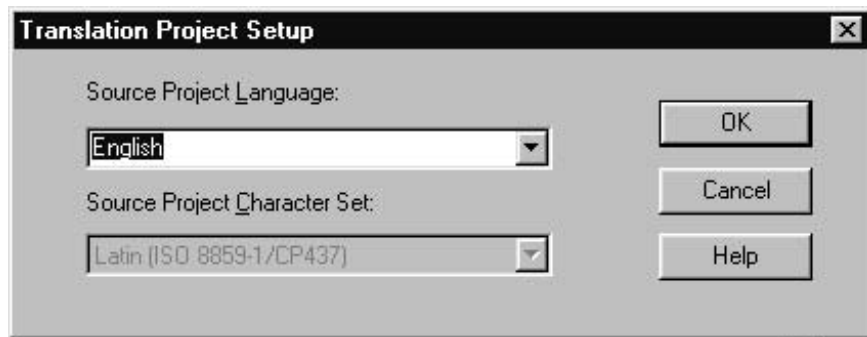 Translation Project Setup
Source Project Language:
OK
English
Cancel
Source Project Character Set:
Latin (ISO 8859-1/CP437)
Help